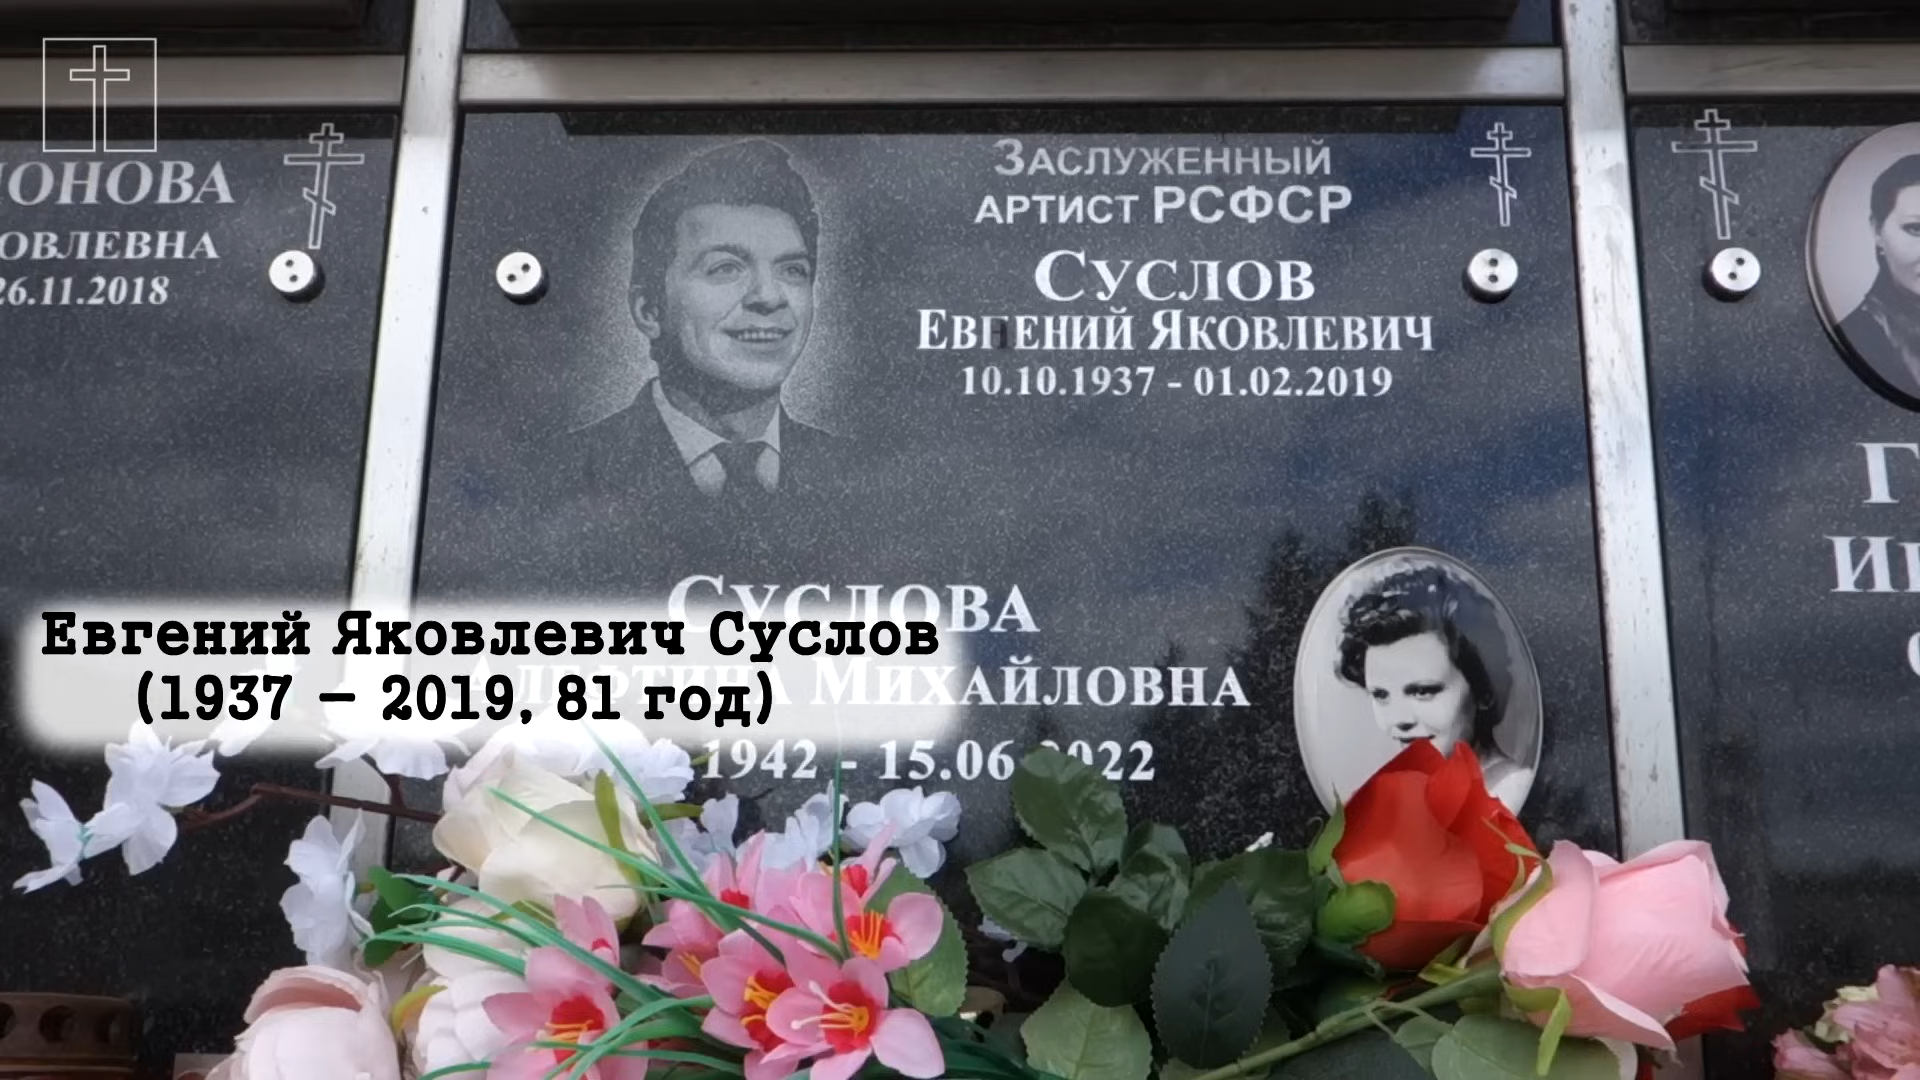 ОВЛЕВНА
26.11.2018
ЗАСЛУЖЕННЫЙ
АРТИСТ РСФСР
СУСЛОВ
ЕВГЕНИЙ ЯКОВЛЕВИЧ
10.10.1937 - 01.02.2019
СУСЛОВА
МИХАЙЛОВНА
1942 - 15.06.2022
Евгений Яковлевич Суслов
(1937 — 2019, 81 год)